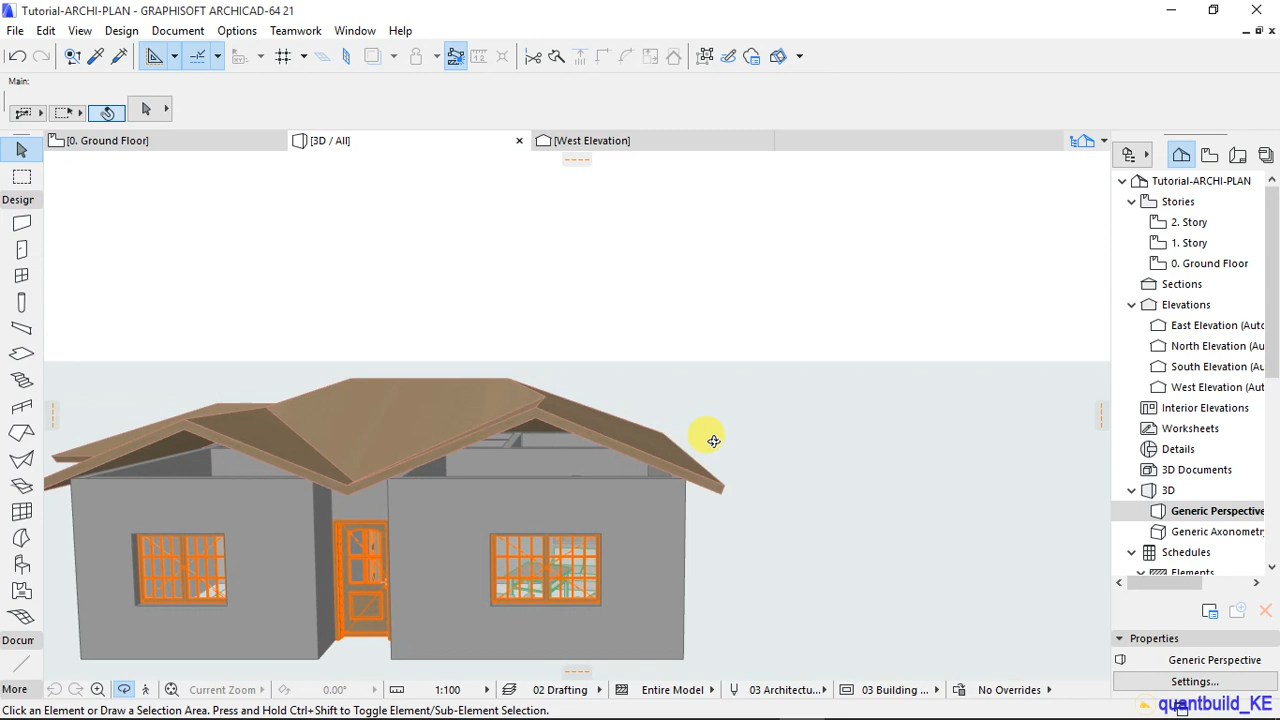 Tutorial-ARCHI-PLAN - GRAPHISOFT ARCHICAD-64 21
File Edit View Design Document Options Teamwork Window Help
Main:
[0. Ground Floor] [3D / All] [West Elevation]
Design
Tutorial-ARCHI-PLAN
Stories
2. Story
1. Story
0. Ground Floor
Sections
Elevations
East Elevation (Au
North Elevation (Au
South Elevation (Au
West Elevation (Au
Interior Elevations
Worksheets
Details
3D Documents
3D
Generic Perspective
Generic Axonometr
Schedules
Elements
Docum
Properties
Generic Perspective
Settings...
More
Current Zoom 0.00° 1:100 02 Drafting Entire Model 03 Architectu... 03 Building ... No Overrides
Click an Element or Draw a Selection Area. Press and Hold Ctrl+Shift to Toggle Element/Sub-Element Selection.
quantbuild_KE